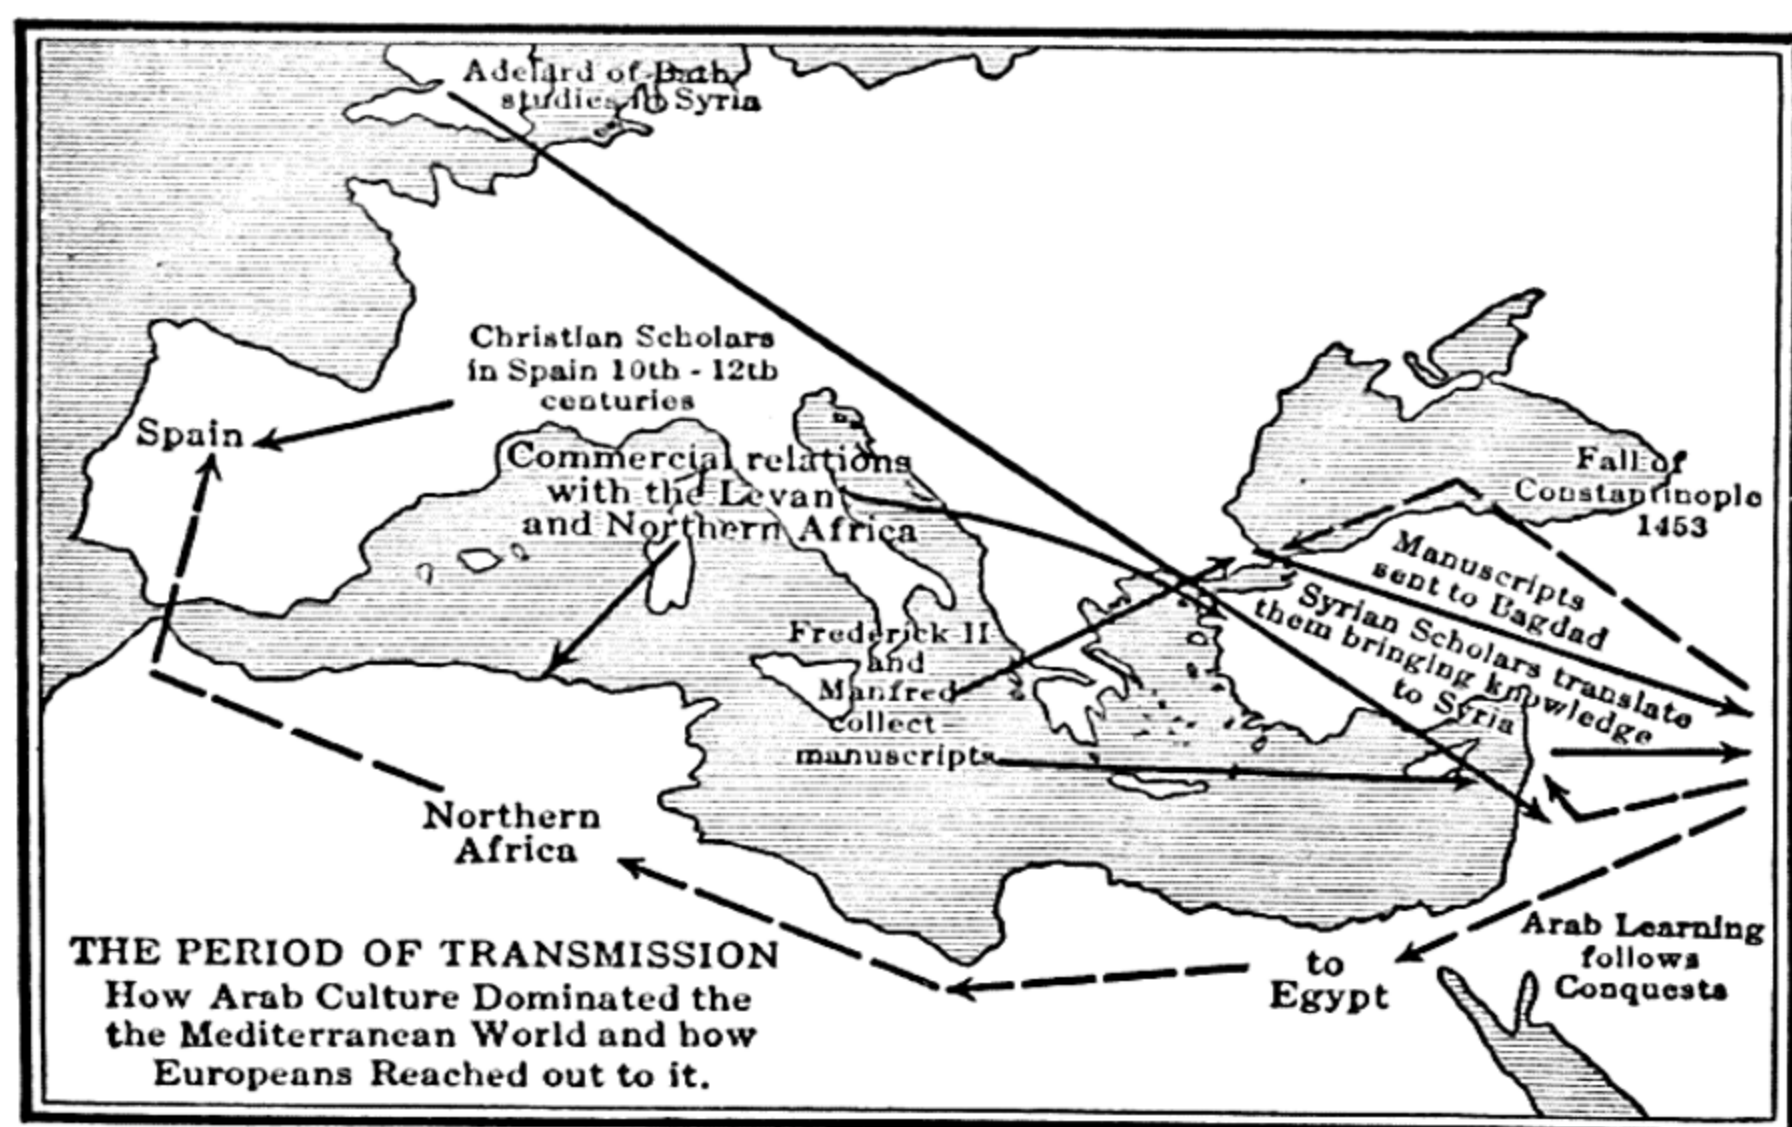 Adelard of Bath
studies in Syria
Christian Scholars
in Spain 10th - 12th
centuries
Spain
Commercial relations
with the Levant
and Northern Africa
Fall of
Constantinople
1453
Manuscripts
sent to Bagdad
Syrian Scholars translate
them bringing knowledge
to Syria
Frederick II
and
Manfred
collect
manuscripts
Northern
Africa
to
Egypt
Arab Learning
follows
Conquests
THE PERIOD OF TRANSMISSION
How Arab Culture Dominated the
the Mediterranean World and how
Europeans Reached out to it.